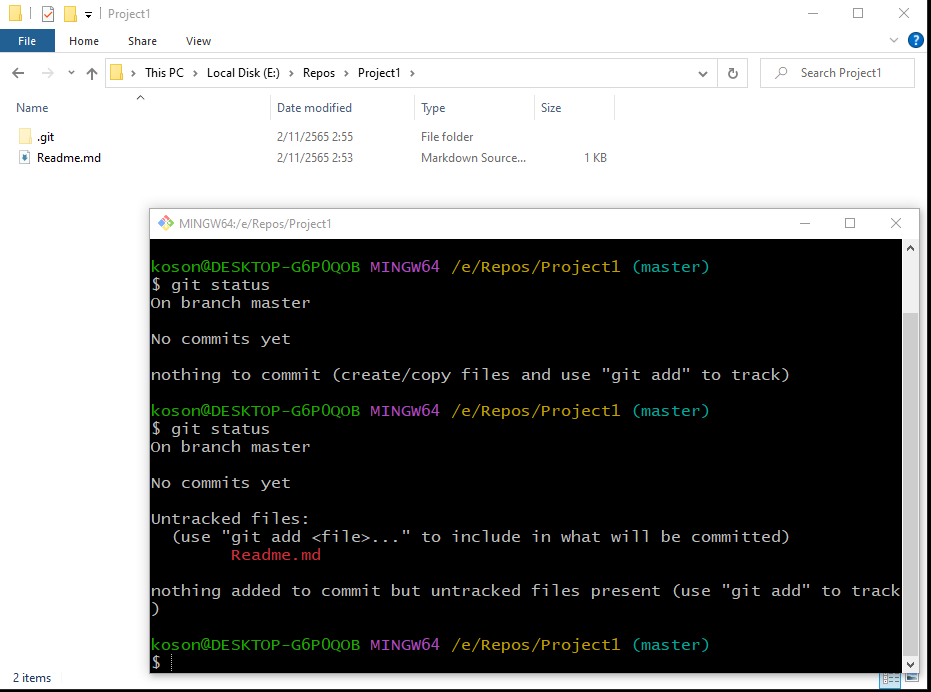 Project1
File Home Share View
This PC Local Disk (E:) Repos Project1 Search Project1
Name Date modified Type Size
.git 2/11/2565 2:55 File folder
Readme.md 2/11/2565 2:53 Markdown Source... 1 KB
MINGW64:/e/Repos/Project1
koson@DESKTOP-G6P0QOB MINGW64 /e/Repos/Project1 (master)
$ git status
On branch master
No commits yet
nothing to commit (create/copy files and use "git add" to track)
koson@DESKTOP-G6P0QOB MINGW64 /e/Repos/Project1 (master)
$ git status
On branch master
No commits yet
Untracked files:
(use "git add <file>..." to include in what will be committed)
Readme.md
nothing added to commit but untracked files present (use "git add" to track
)
koson@DESKTOP-G6P0QOB MINGW64 /e/Repos/Project1 (master)
$
2 items